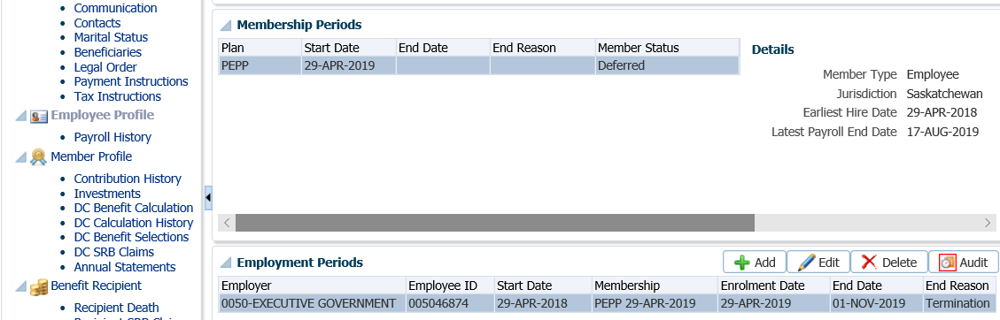 Communication
Contacts
Marital Status
Beneficiaries
Legal Order
Payment Instructions
Tax Instructions
Employee Profile
Payroll History
Member Profile
Contribution History
Investments
DC Benefit Calculation
DC Calculation History
DC Benefit Selections
DC SRB Claims
Annual Statements
Benefit Recipient
Recipient Death
Membership Periods
Plan Start Date End Date End Reason Member Status
PEPP 29-APR-2019 Deferred
Details
Member Type Employee
Jurisdiction Saskatchewan
Earliest Hire Date 29-APR-2018
Latest Payroll End Date 17-AUG-2019
Employment Periods Add Edit Delete Audit
Employer Employee ID Start Date Membership Enrolment Date End Date End Reason
0050-EXECUTIVE GOVERNMENT 005046874 29-APR-2018 PEPP 29-APR-2019 29-APR-2019 01-NOV-2019 Termination